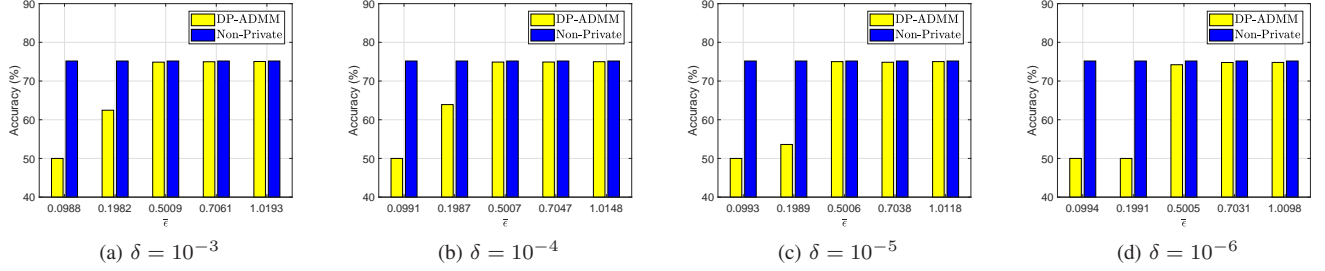 90
80
70
60
50
40
Accuracy (%)
DP-ADMM
Non-Private
0.0988 0.1982 0.5009 0.7061 1.0193
ε̄
(a) δ = 10⁻³
90
80
70
60
50
40
Accuracy (%)
DP-ADMM
Non-Private
0.0991 0.1987 0.5007 0.7047 1.0148
ε̄
(b) δ = 10⁻⁴
90
80
70
60
50
40
Accuracy (%)
DP-ADMM
Non-Private
0.0993 0.1989 0.5006 0.7038 1.0118
ε̄
(c) δ = 10⁻⁵
90
80
70
60
50
40
Accuracy (%)
DP-ADMM
Non-Private
0.0994 0.1991 0.5005 0.7031 1.0098
ε̄
(d) δ = 10⁻⁶